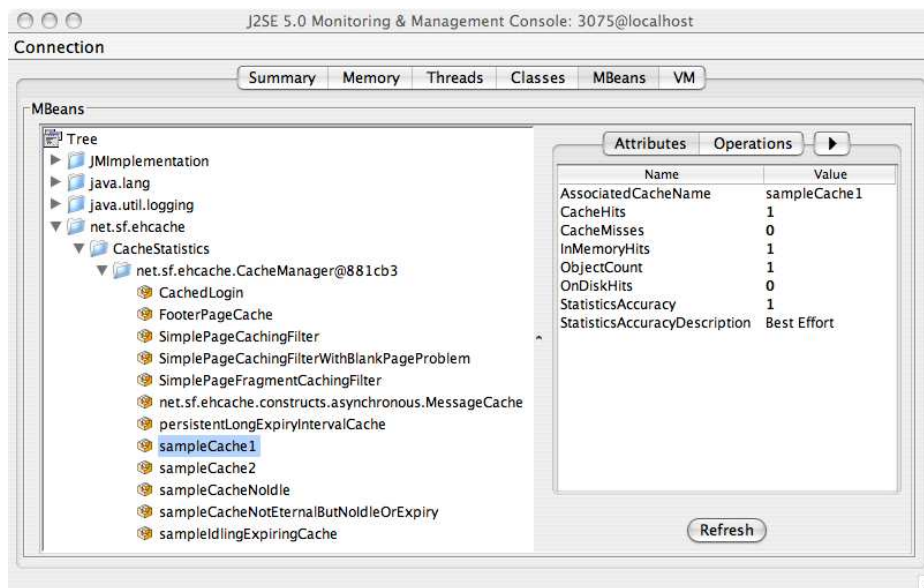 J2SE 5.0 Monitoring & Management Console: 3075@localhost
Connection
Summary Memory Threads Classes MBeans VM
MBeans
Tree
JMImplementation
java.lang
java.util.logging
net.sf.ehcache
CacheStatistics
net.sf.ehcache.CacheManager@881cb3
CachedLogin
FooterPageCache
SimplePageCachingFilter
SimplePageCachingFilterWithBlankPageProblem
SimplePageFragmentCachingFilter
net.sf.ehcache.constructs.asynchronous.MessageCache
persistentLongExpiryIntervalCache
sampleCache1
sampleCache2
sampleCacheNoIdle
sampleCacheNotEternalButNoIdleOrExpiry
sampleIdlingExpiringCache
Attributes Operations
Name Value
AssociatedCacheName sampleCache1
CacheHits 1
CacheMisses 0
InMemoryHits 1
ObjectCount 1
OnDiskHits 0
StatisticsAccuracy 1
StatisticsAccuracyDescription Best Effort
Refresh